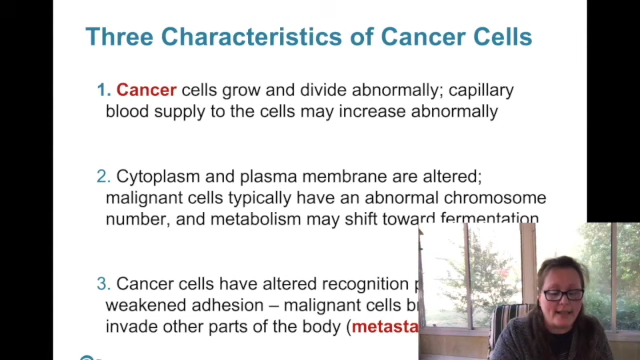 Three Characteristics of Cancer Cells
1. Cancer cells grow and divide abnormally; capillary
blood supply to the cells may increase abnormally
2. Cytoplasm and plasma membrane are altered;
malignant cells typically have an abnormal chromosome
number, and metabolism may shift toward fermentation
3. Cancer cells have altered recognition
weakened adhesion – malignant cells
invade other parts of the body